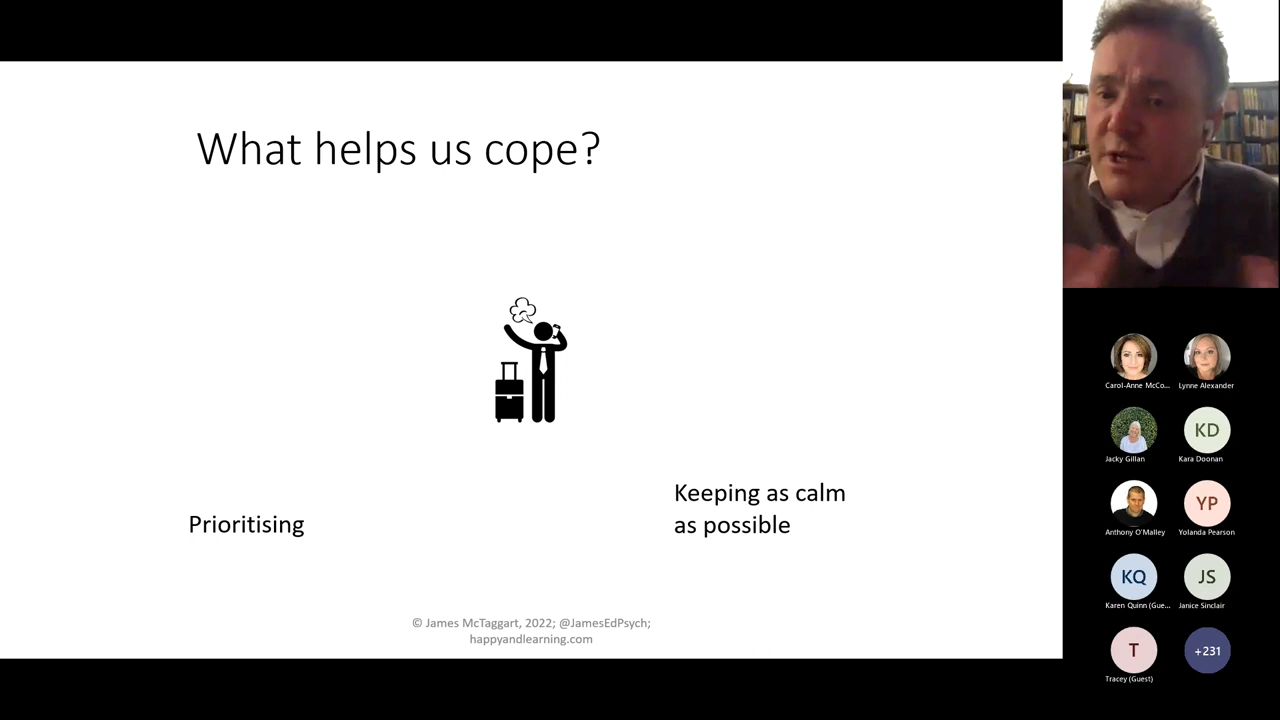 What helps us cope?
Prioritising
Keeping as calm
as possible
© James McTaggart, 2022; @JamesEdPsych;
happyandlearning.com
Carol-Anne McCo...
Lynne Alexander
Jacky Gillan
KD
Kara Doonan
Anthony O'Malley
YP
Yolanda Pearson
KQ
Karen Quinn (Gue...
JS
Janice Sinclair
T
Tracey (Guest)
+231